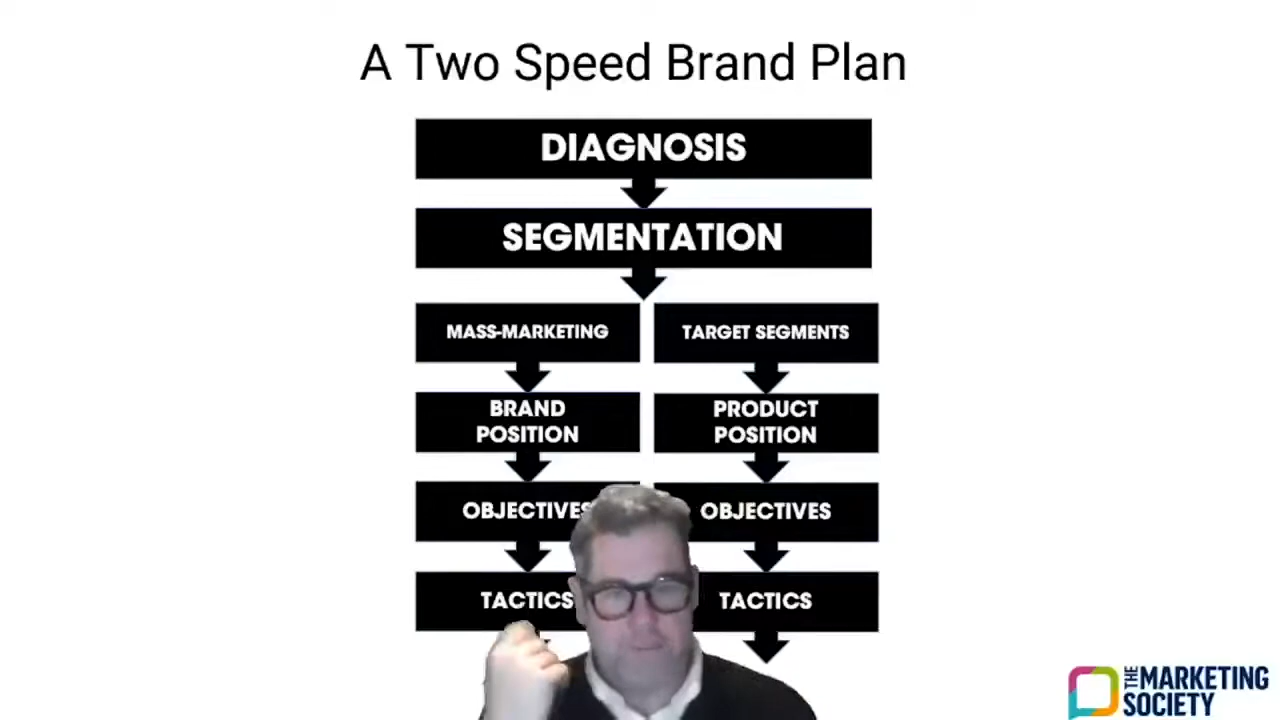 A Two Speed Brand Plan
DIAGNOSIS
SEGMENTATION
MASS-MARKETING
TARGET SEGMENTS
BRAND
POSITION
PRODUCT
POSITION
OBJECTIVES
OBJECTIVES
TACTICS
TACTICS
THE MARKETING
SOCIETY